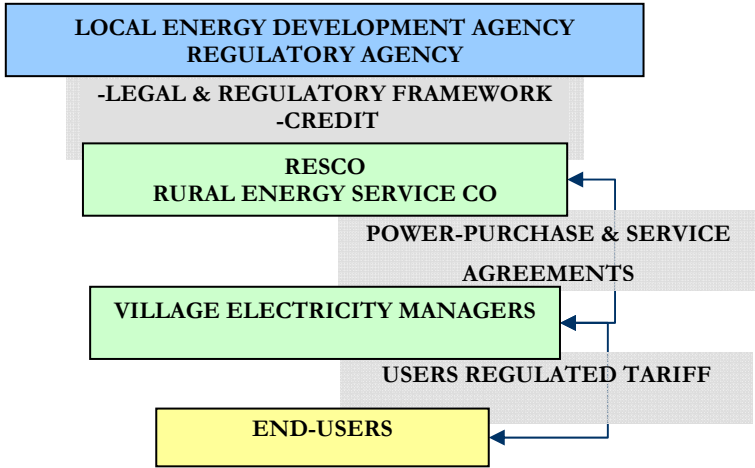 LOCAL ENERGY DEVELOPMENT AGENCY
REGULATORY AGENCY
-LEGAL & REGULATORY FRAMEWORK
-CREDIT
RESCO
RURAL ENERGY SERVICE CO
POWER-PURCHASE & SERVICE
AGREEMENTS
VILLAGE ELECTRICITY MANAGERS
USERS REGULATED TARIFF
END-USERS